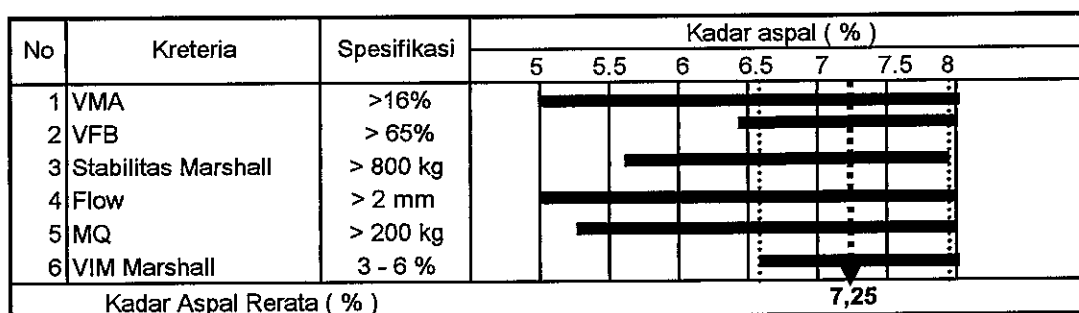 No Kreteria Spesifikasi Kadar aspal ( % )
5 5.5 6 6.5 7 7.5 8
1 VMA >16%
2 VFB > 65%
3 Stabilitas Marshall > 800 kg
4 Flow > 2 mm
5 MQ > 200 kg
6 VIM Marshall 3 - 6 %
Kadar Aspal Rerata ( % ) 7,25